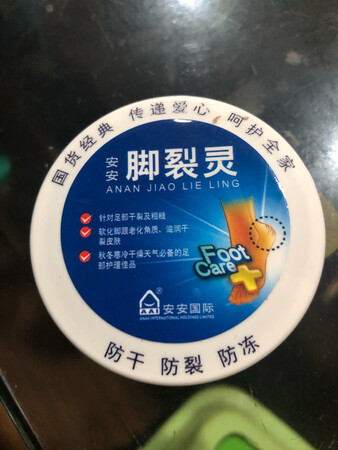 国货经典 传递爱心 呵护全家
安安
脚裂灵
ANAN JIAO LIE LING
针对足部干裂及粗糙
软化脚跟老化角质、滋润干
裂皮肤
秋冬寒冷干燥天气必备的足
部护理佳品
Foot
Care
AAI
安安国际
ANAN INTERNATIONAL HOLDINGS LIMITED
防干 防裂 防冻